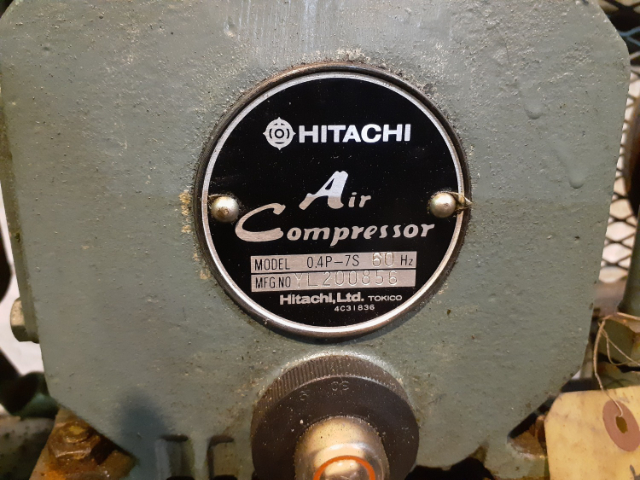 HITACHI
Air
Compressor
MODEL 0.4P-7S 60 Hz
MFG NO YL200856
Hitachi, Ltd. TOKICO
4C31836